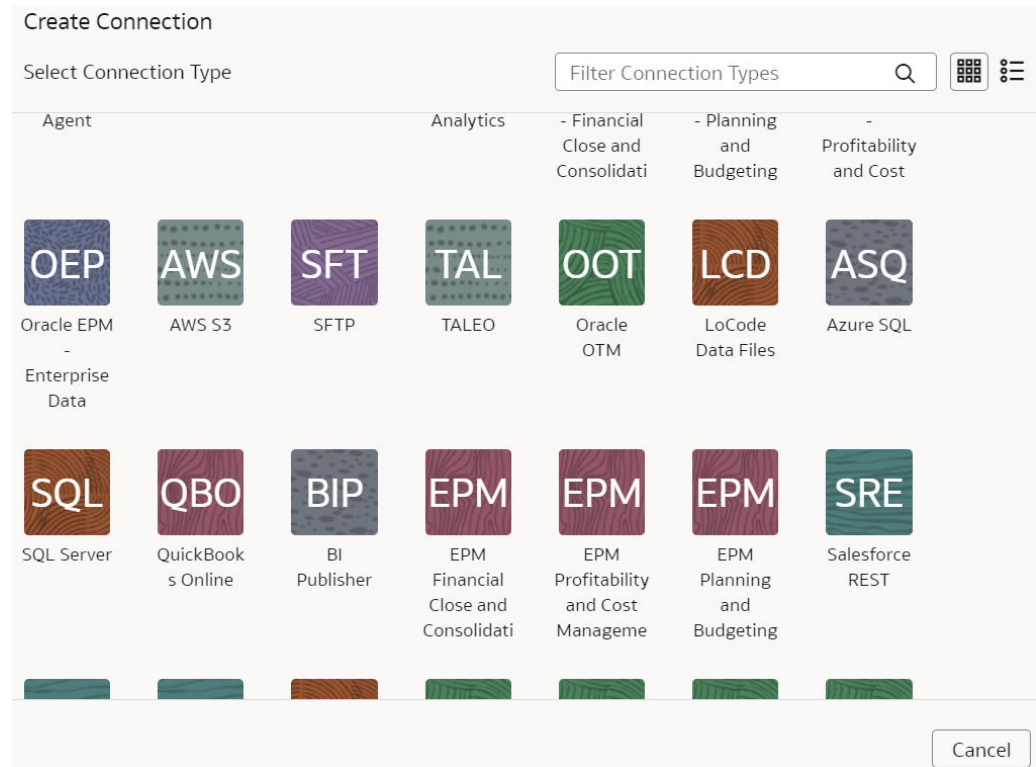 Create Connection
Select Connection Type
Filter Connection Types
Agent
Analytics
- Financial
Close and
Consolidati
- Planning
and
Budgeting
-
Profitability
and Cost
OEP
AWS
SFT
TAL
OOT
LCD
ASQ
Oracle EPM
-
Enterprise
Data
AWS S3
SFTP
TALEO
Oracle
OTM
LoCode
Data Files
Azure SQL
SQL
QBO
BIP
EPM
EPM
EPM
SRE
SQL Server
QuickBook
s Online
BI
Publisher
EPM
Financial
Close and
Consolidati
EPM
Profitability
and Cost
Manageme
EPM
Planning
and
Budgeting
Salesforce
REST
Cancel